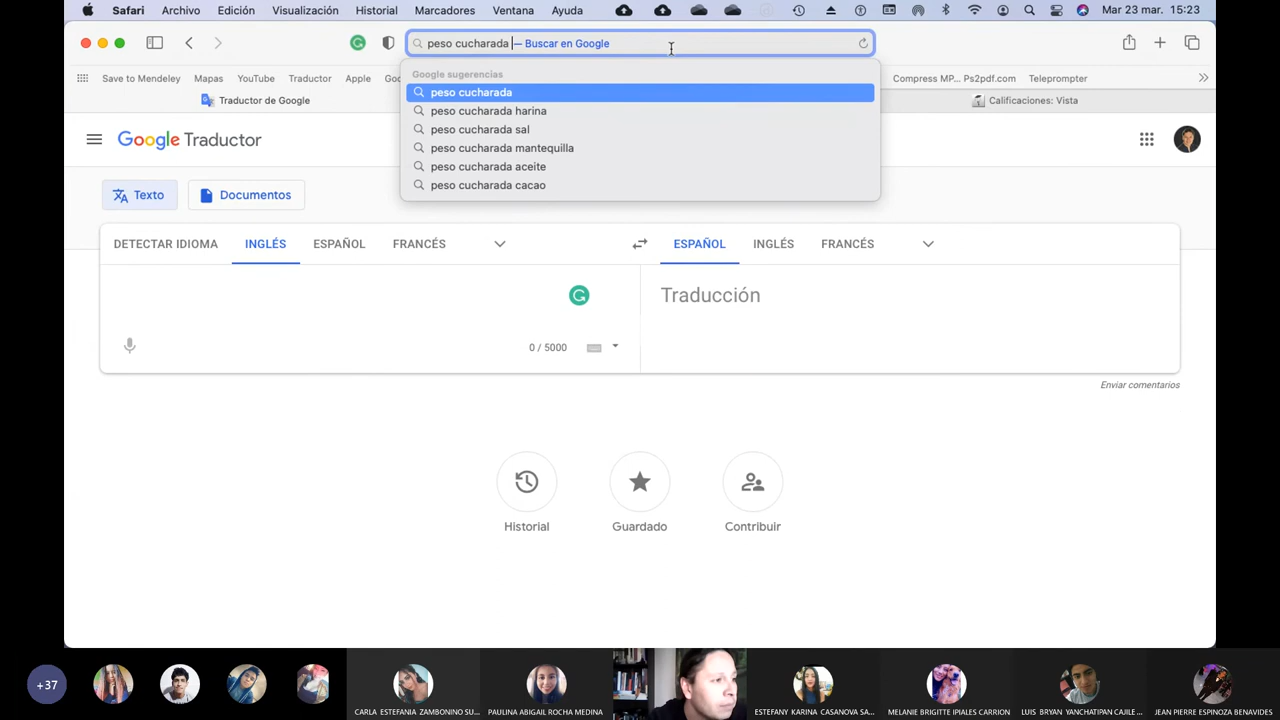 Safari Archivo Edición Visualización Historial Marcadores Ventana Ayuda Mar 23 mar. 15:23
peso cucharada — Buscar en Google
Google sugerencias
peso cucharada
peso cucharada harina
peso cucharada sal
peso cucharada mantequilla
peso cucharada aceite
peso cucharada cacao
Save to Mendeley Mapas YouTube Traductor Apple Compress MP... Ps2pdf.com Teleprompter
Traductor de Google Calificaciones: Vista
Google Traductor
Texto Documentos
DETECTAR IDIOMA INGLÉS ESPAÑOL FRANCÉS ESPAÑOL INGLÉS FRANCÉS
Traducción
0 / 5000
Enviar comentarios
Historial Guardado Contribuir
+37
CARLA ESTEFANIA ZAMBONINO SU... PAULINA ABIGAIL ROCHA MEDINA ESTEFANY KARINA CASANOVA SA... MELANIE BRIGITTE IPIALES CARRION LUIS BRYAN YANCHATIPAN CAJILE ... JEAN PIERRE ESPINOZA BENAVIDES